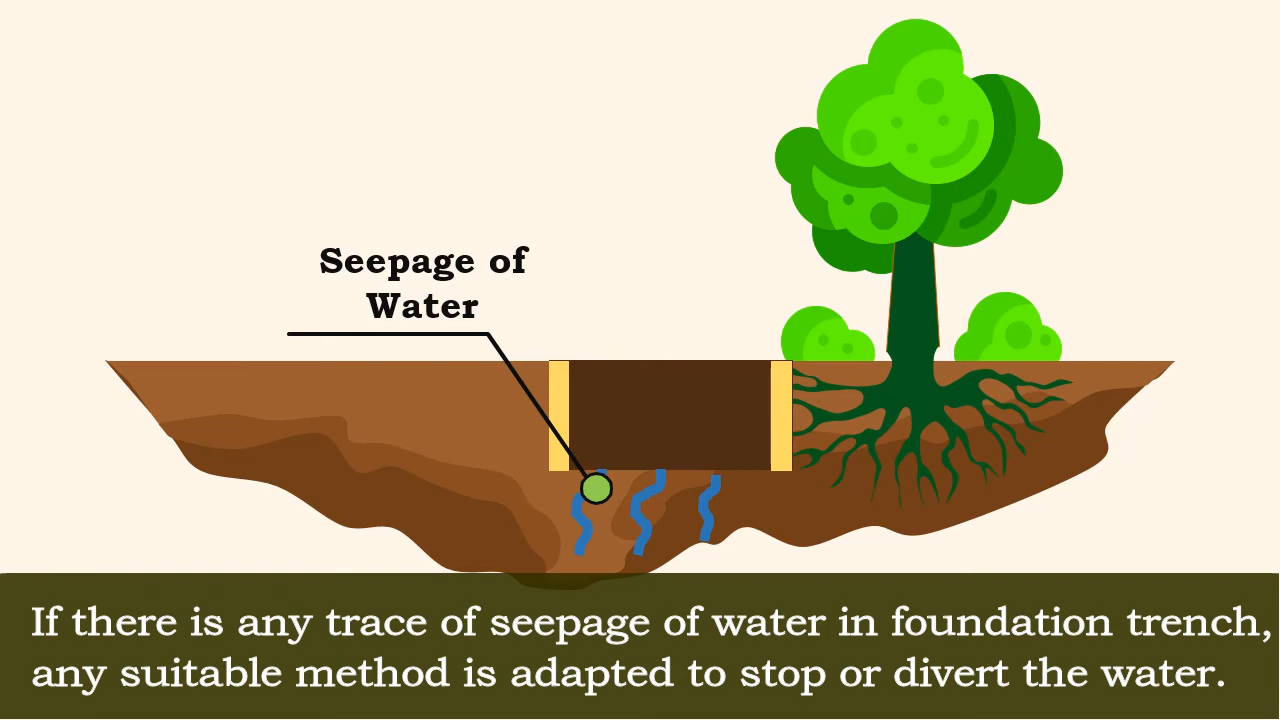 Seepage of
Water
If there is any trace of seepage of water in foundation trench,
any suitable method is adapted to stop or divert the water.